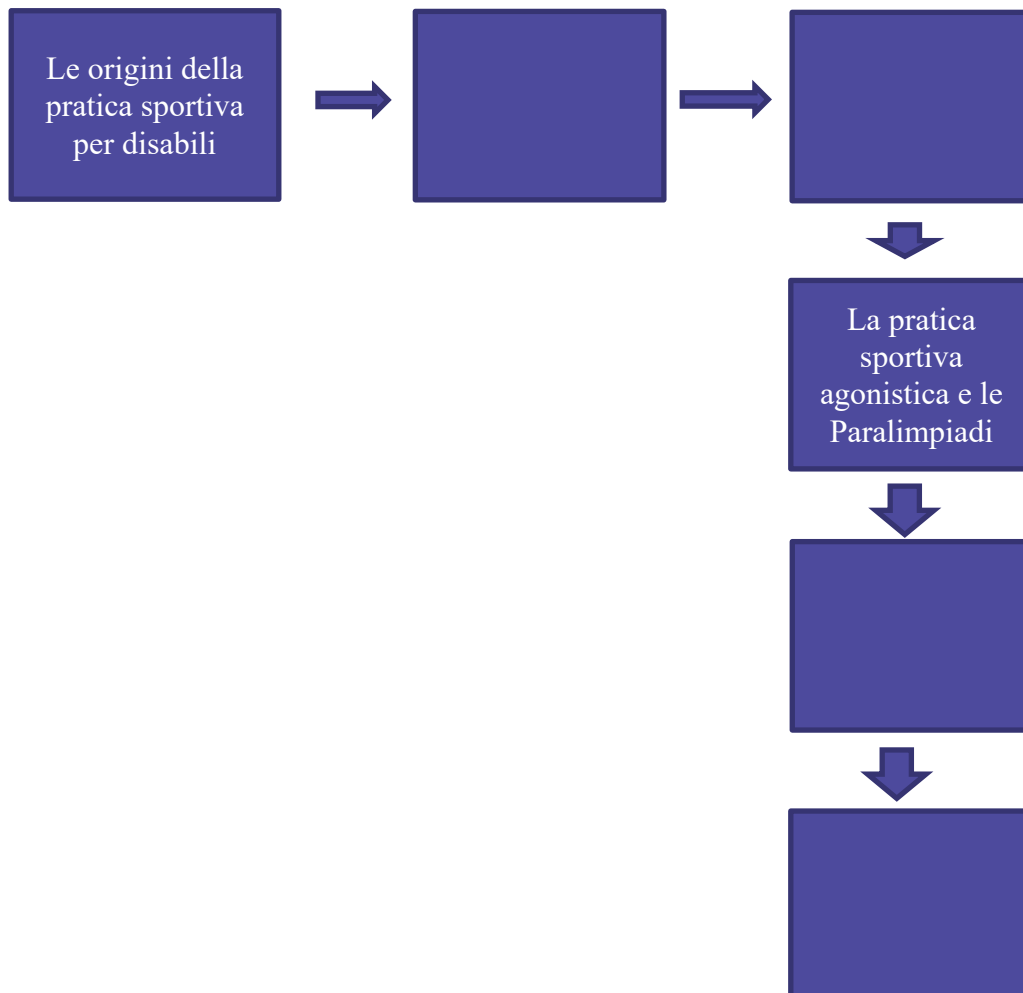 Le origini della
pratica sportiva
per disabili
La pratica
sportiva
agonistica e le
Paralimpiadi